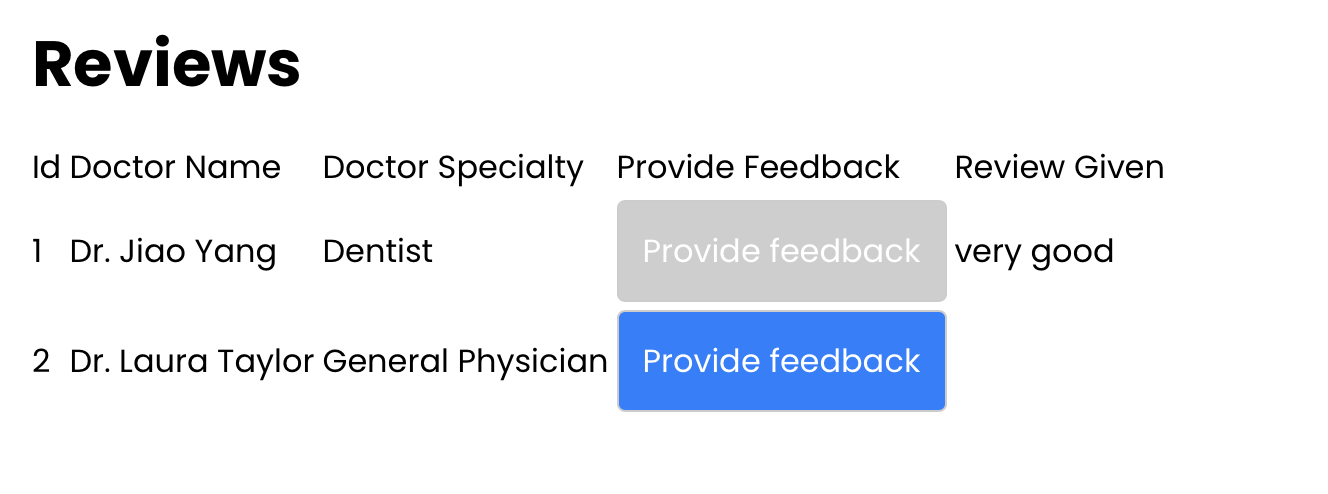 Reviews
Id Doctor Name Doctor Specialty Provide Feedback Review Given
1 Dr. Jiao Yang Dentist Provide feedback very good
2 Dr. Laura Taylor General Physician Provide feedback